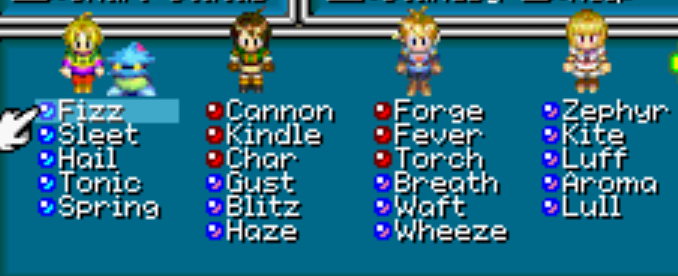 Fizz
Sleet
Hail
Tonic
Spring
Cannon
Kindle
Char
Gust
Blitz
Haze
Forge
Fever
Torch
Breath
Waft
Wheeze
Zephyr
Kite
Luff
Aroma
Lull